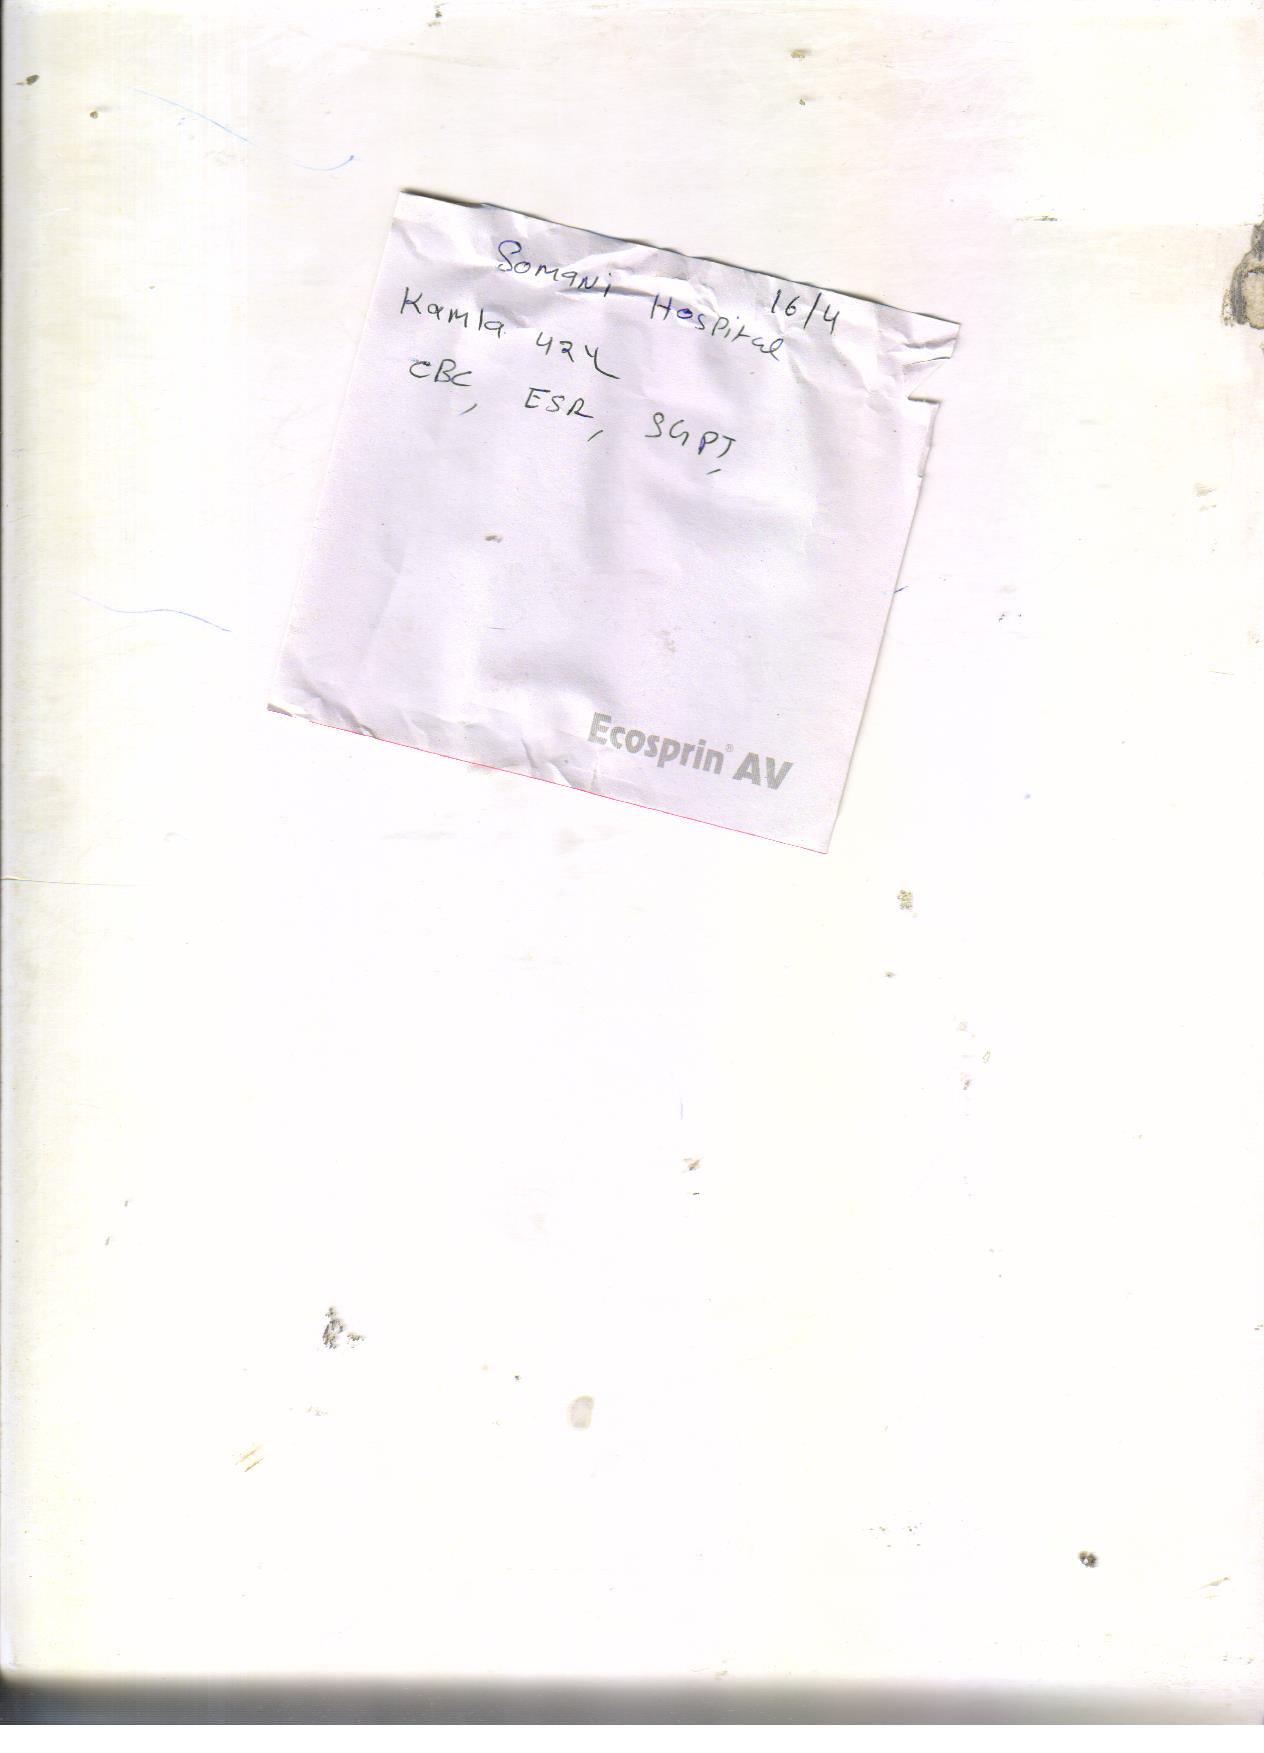 16/4
Somani Hospital
Kamla 42y
CBC, ESR, SGPT,
Ecosprin® AV